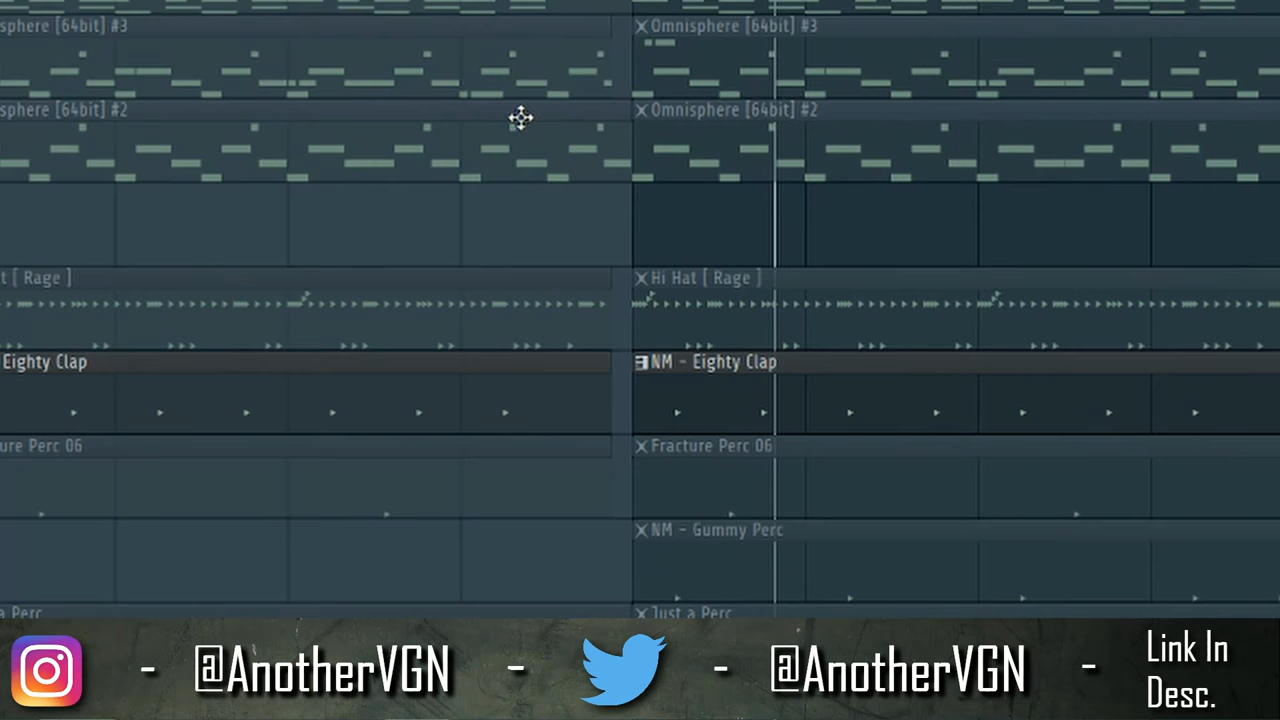 sphere [64bit] #3
Omnisphere [64bit] #3
sphere [64bit] #2
Omnisphere [64bit] #2
t [ Rage ]
Hi Hat [ Rage ]
Eighty Clap
NM - Eighty Clap
ure Perc 06
Fracture Perc 06
NM - Gummy Perc
a Perc
Just a Perc
- @AnotherVGN - - @AnotherVGN - Link In
Desc.